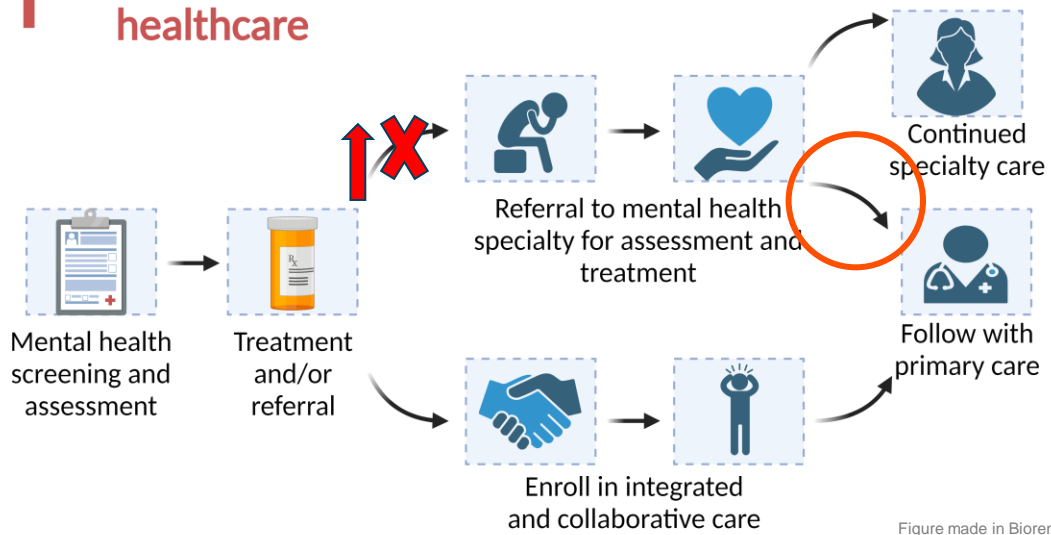 healthcare
Mental health
screening and
assessment
Rx
Treatment
and/or
referral
Referral to mental health
specialty for assessment and
treatment
Enroll in integrated
and collaborative care
Continued
specialty care
Follow with
primary care
Figure made in Biorer